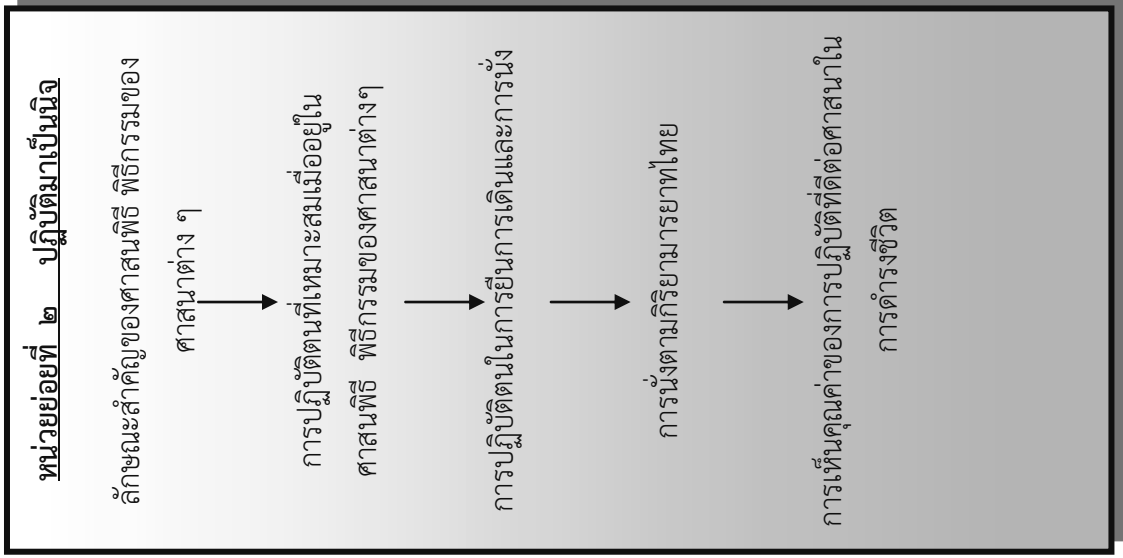 หน่วยย่อยที่ ๒ ปฏิบัติมาเป็นนิจ
ลักษณะสำคัญของศาสนพิธี พิธีกรรมของ
ศาสนาต่าง ๆ
การปฏิบัติตนที่เหมาะสมเมื่ออยู่ใน
ศาสนพิธี พิธีกรรมของศาสนาต่างๆ
การปฏิบัติตนในการยืนการเดินและการนั่ง
การนั่งตามกิริยามารยาทไทย
การเห็นคุณค่าของการปฏิบัติที่ดีต่อศาสนาใน
การดำรงชีวิต